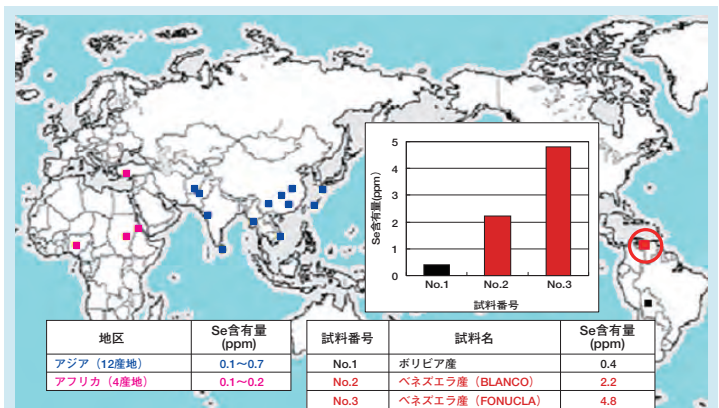 5
4
3
2
1
0
Se含有量(ppm)
No.1 No.2 No.3
試料番号
地区 Se含有量(ppm)
アジア（12産地） 0.1〜0.7
アフリカ（4産地） 0.1〜0.2
試料番号 試料名 Se含有量(ppm)
No.1 ボリビア産 0.4
No.2 ベネズエラ産（BLANCO） 2.2
No.3 ベネズエラ産（FONUCLA） 4.8